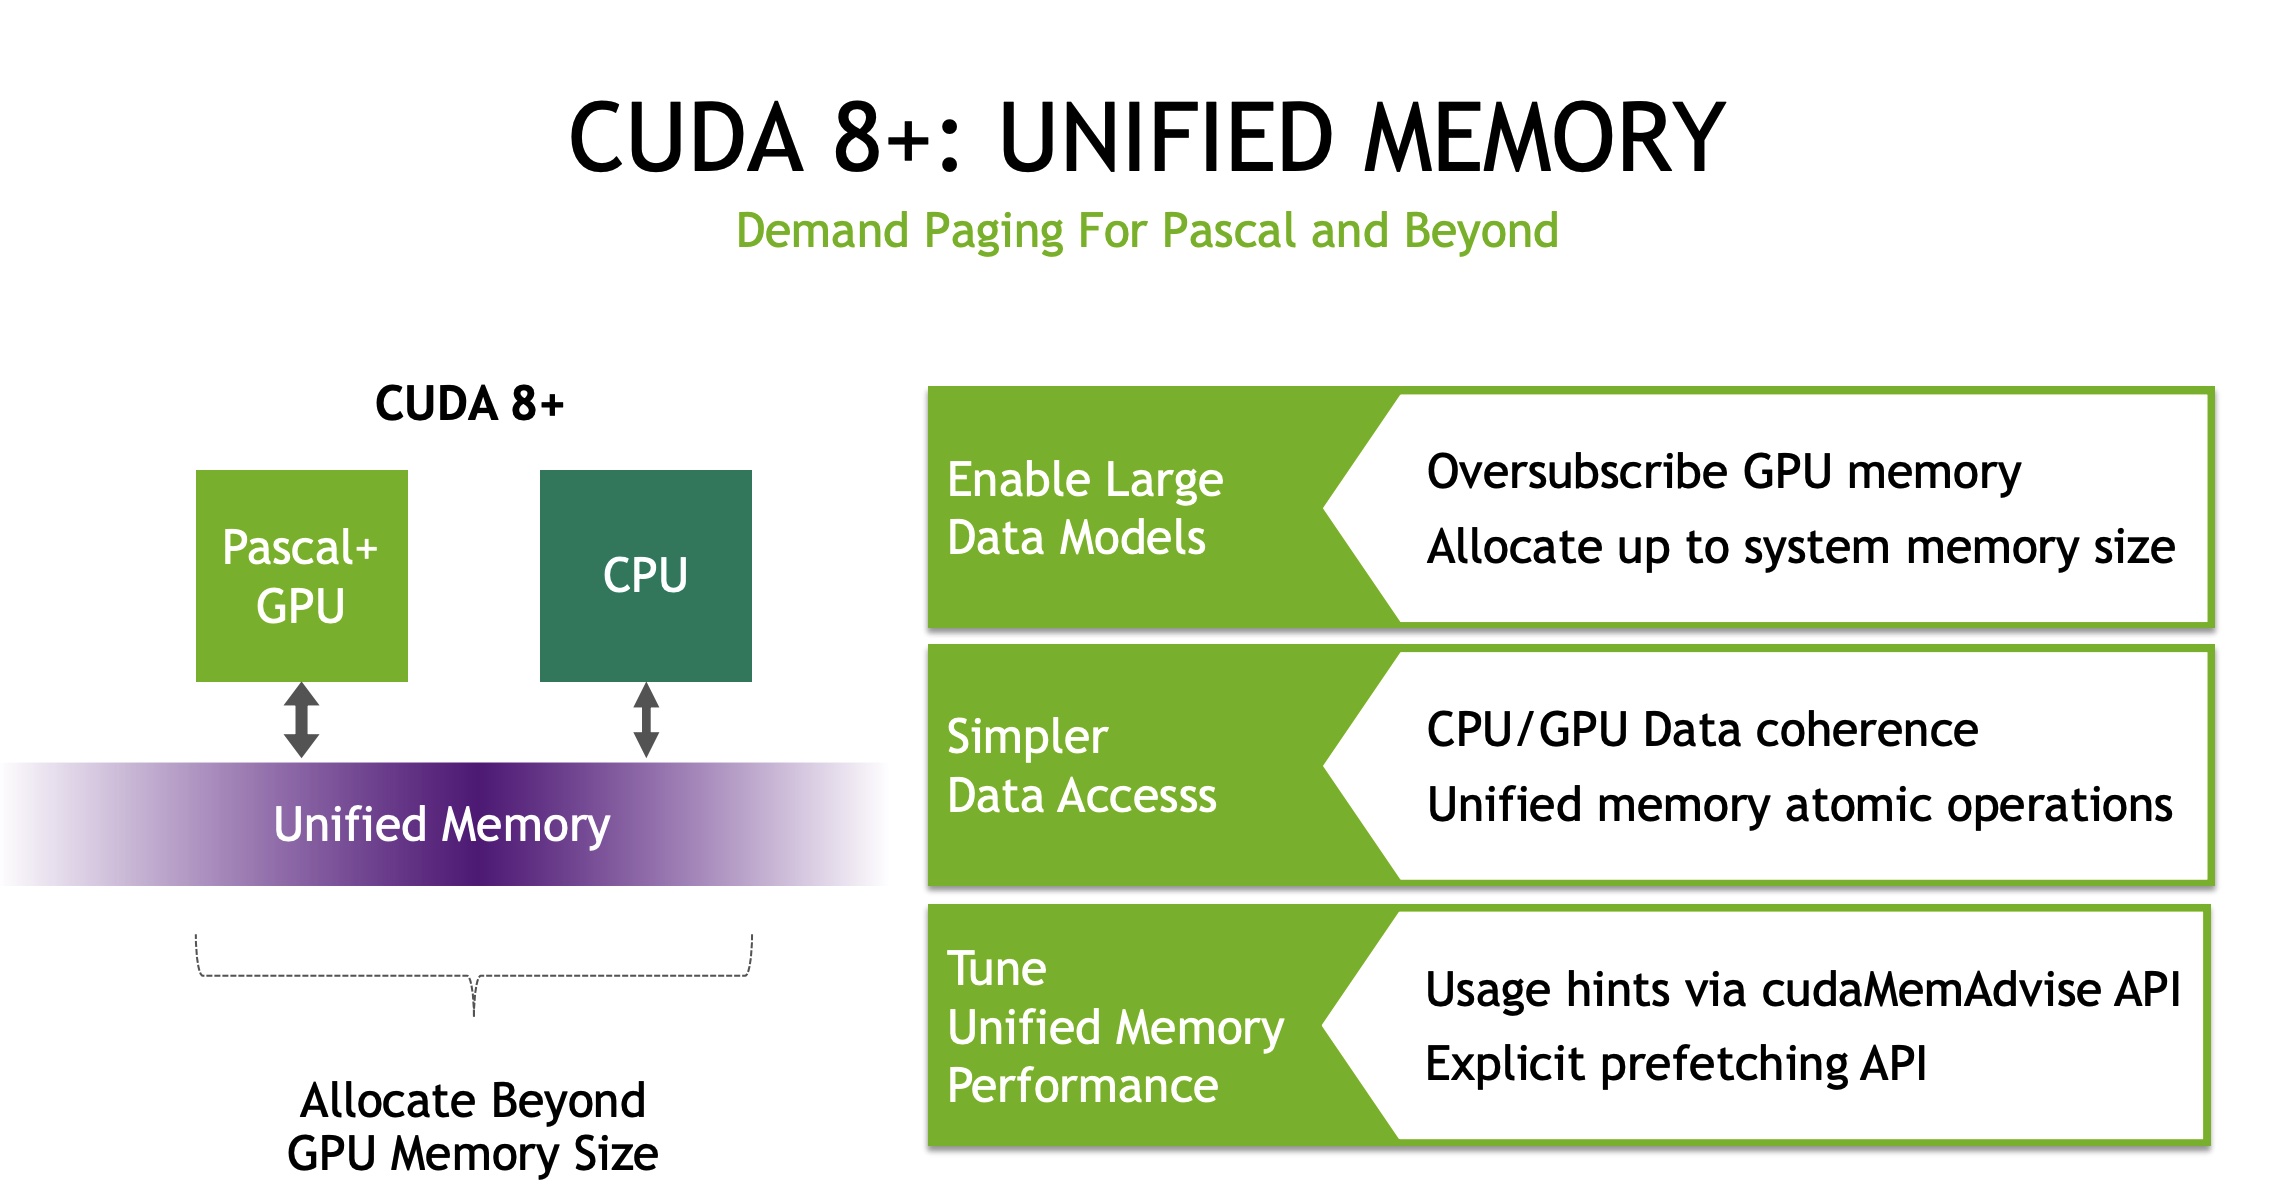 CUDA 8+: UNIFIED MEMORY
Demand Paging For Pascal and Beyond
CUDA 8+
Pascal+
GPU
CPU
Unified Memory
Allocate Beyond
GPU Memory Size
Enable Large
Data Models
Oversubscribe GPU memory
Allocate up to system memory size
Simpler
Data Accesss
CPU/GPU Data coherence
Unified memory atomic operations
Tune
Unified Memory
Performance
Usage hints via cudaMemAdvise API
Explicit prefetching API